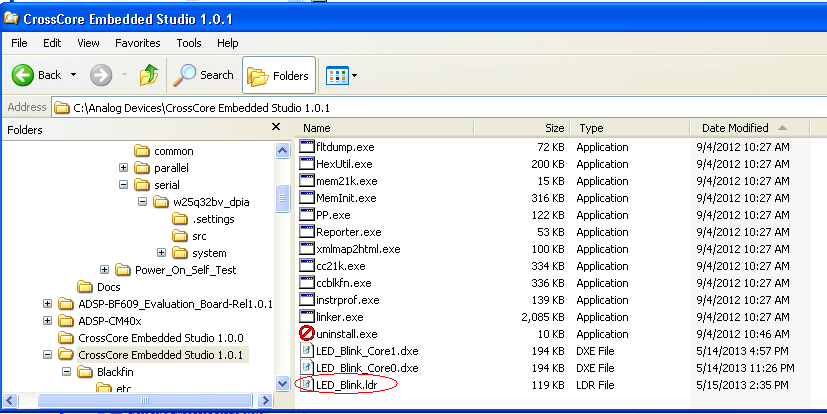 CrossCore Embedded Studio 1.0.1
File Edit View Favorites Tools Help
Back Search Folders
Address C:\Analog Devices\CrossCore Embedded Studio 1.0.1
Folders
common
parallel
serial
w25q32bv_dpia
.settings
src
system
Power_On_Self_Test
Docs
ADSP-BF609_Evaluation_Board-Rel1.0.1
ADSP-CM40x
CrossCore Embedded Studio 1.0.0
CrossCore Embedded Studio 1.0.1
Blackfin
etc
Name Size Type Date Modified
fltdump.exe 72 KB Application 9/4/2012 10:27 AM
HexUtil.exe 200 KB Application 9/4/2012 10:27 AM
mem21k.exe 15 KB Application 9/4/2012 10:27 AM
MemInit.exe 316 KB Application 9/4/2012 10:27 AM
PP.exe 122 KB Application 9/4/2012 10:27 AM
Reporter.exe 53 KB Application 9/4/2012 10:27 AM
xmlmap2html.exe 100 KB Application 9/4/2012 10:27 AM
cc21k.exe 334 KB Application 9/4/2012 10:27 AM
ccblkfn.exe 336 KB Application 9/4/2012 10:27 AM
instrprof.exe 139 KB Application 9/4/2012 10:27 AM
linker.exe 2,085 KB Application 9/4/2012 10:27 AM
uninstall.exe 10 KB Application 9/4/2012 10:46 AM
LED_Blink_Core1.dxe 194 KB DXE File 5/14/2013 4:57 PM
LED_Blink_Core0.dxe 194 KB DXE File 5/14/2013 11:26 PM
LED_Blink.ldr 119 KB LDR File 5/15/2013 2:35 PM